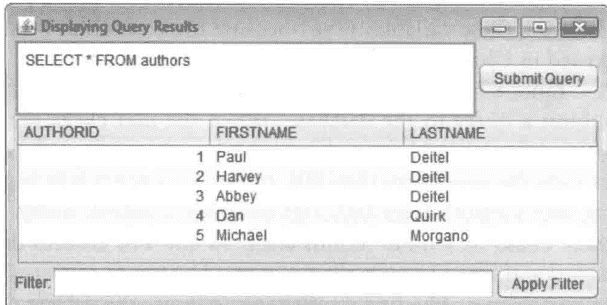 Displaying Query Results
SELECT * FROM authors
Submit Query
AUTHORID FIRSTNAME LASTNAME
1 Paul Deitel
2 Harvey Deitel
3 Abbey Deitel
4 Dan Quirk
5 Michael Morgano
Filter: Apply Filter